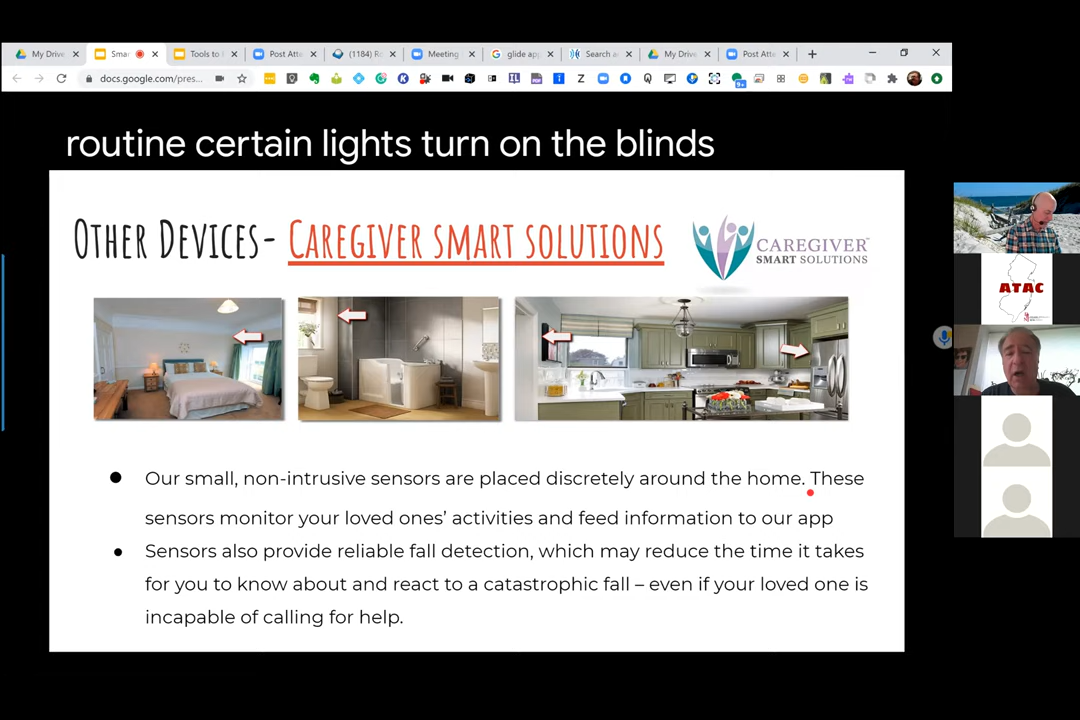 My Drive
Smar
Tools to
Post Atte
(1184) Ro
Meeting
glide app
Search a
My Drive
Post Atte
docs.google.com/pres...
9+
routine certain lights turn on the blinds
OTHER DEVICES- CAREGIVER SMART SOLUTIONS
CAREGIVER™
SMART SOLUTIONS
ATAC
Our small, non-intrusive sensors are placed discretely around the home. These
sensors monitor your loved ones’ activities and feed information to our app
Sensors also provide reliable fall detection, which may reduce the time it takes
for you to know about and react to a catastrophic fall – even if your loved one is
incapable of calling for help.